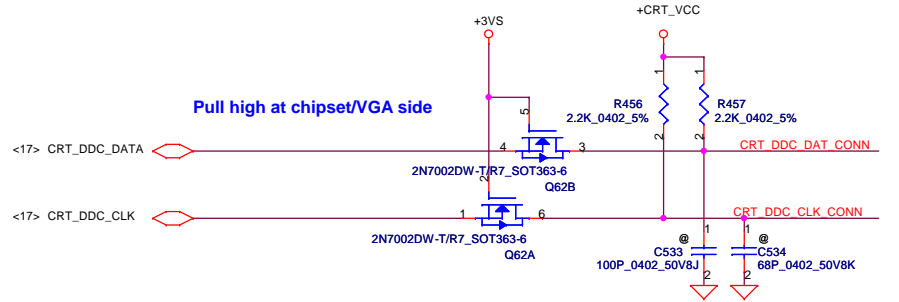 +CRT_VCC
+3VS
1 1
Pull high at chipset/VGA side
R456 R457
2.2K_0402_5% 2.2K_0402_5%
5
2 2
<17> CRT_DDC_DATA 4 3 CRT_DDC_DAT_CONN
2N7002DW-T/R7_SOT363-6
2 Q62B
<17> CRT_DDC_CLK 1 6 CRT_DDC_CLK_CONN
2N7002DW-T/R7_SOT363-6
Q62A
1 @ 1 @
C533 C534
100P_0402_50V8J 68P_0402_50V8K
2 2